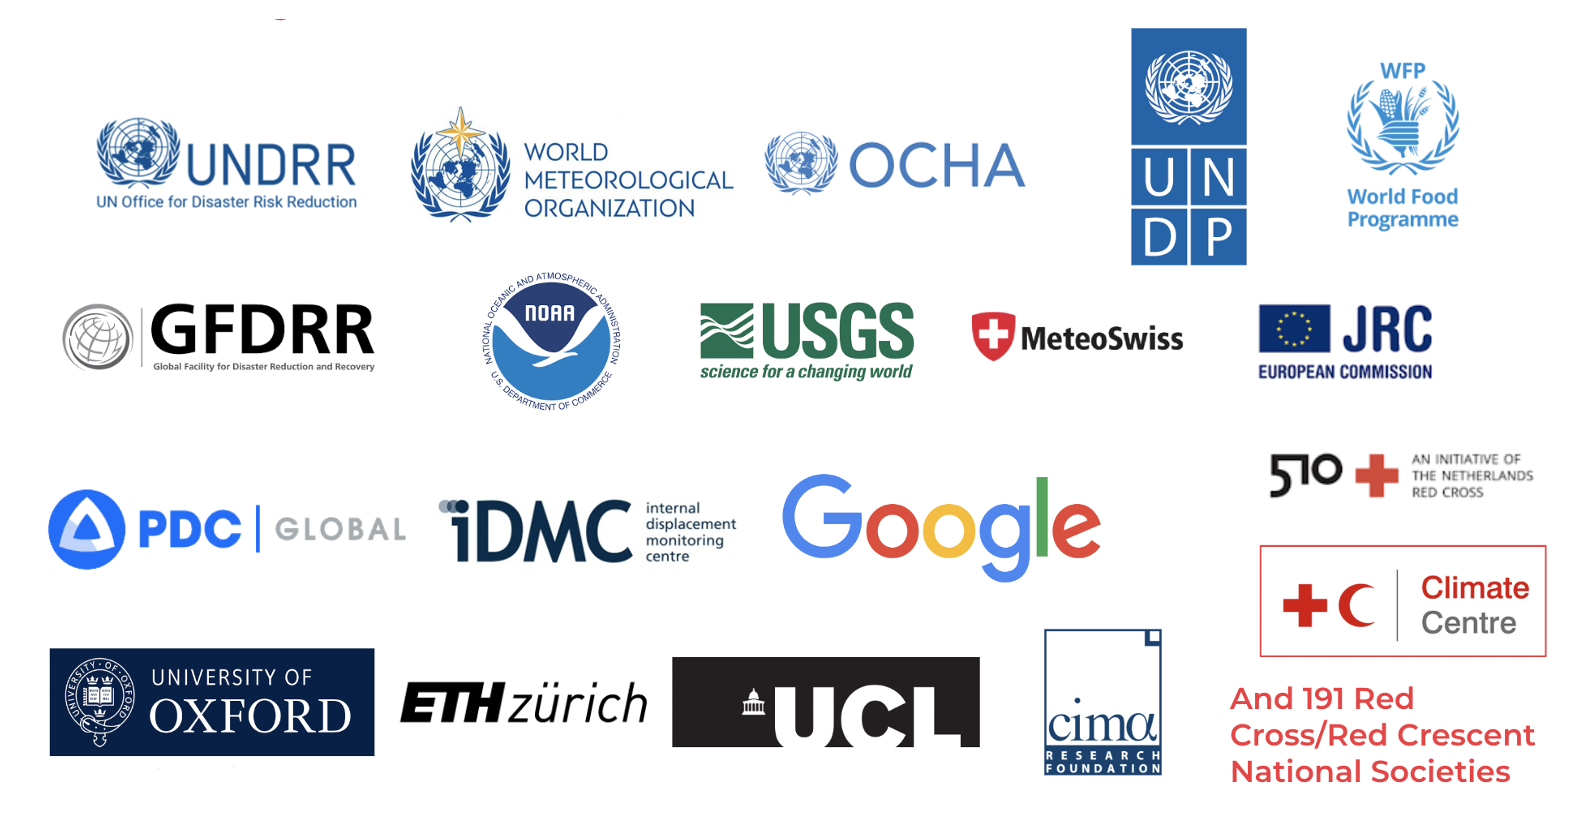 UNDRR
UN Office for Disaster Risk Reduction
WORLD
METEOROLOGICAL
ORGANIZATION
OCHA
U N
D P
WFP
World Food
Programme
GFDRR
Global Facility for Disaster Reduction and Recovery
NATIONAL OCEANIC AND ATMOSPHERIC ADMINISTRATION
NOAA
U.S. DEPARTMENT OF COMMERCE
USGS
science for a changing world
MeteoSwiss
JRC
EUROPEAN COMMISSION
PDC GLOBAL
iDMC
internal
displacement
monitoring
centre
Google
510
AN INITIATIVE OF
THE NETHERLANDS
RED CROSS
Climate
Centre
UNIVERSITY OF OXFORD
UNIVERSITY OF
OXFORD
ETH zürich
UCL
cima
RESEARCH
FOUNDATION
And 191 Red
Cross/Red Crescent
National Societies